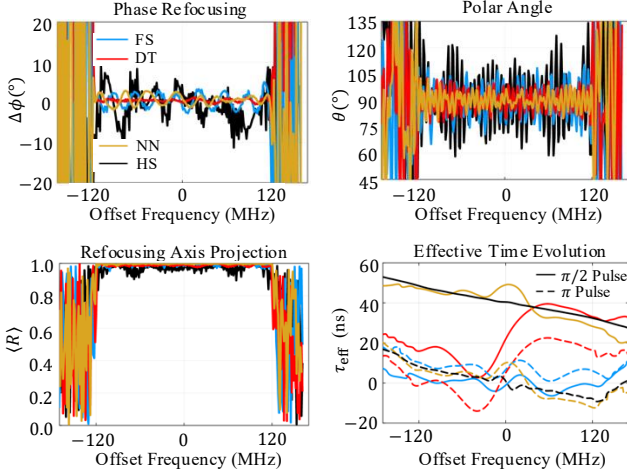 Phase Refocusing
Polar Angle
20
10
0
−10
−20
Δϕ(°)
FS
DT
NN
HS
−120
0
120
Offset Frequency (MHz)
135
120
105
90
75
60
45
θ(°)
−120
0
120
Offset Frequency (MHz)
Refocusing Axis Projection
Effective Time Evolution
1.0
0.8
0.6
0.4
0.2
0.0
⟨R⟩
−120
0
120
Offset Frequency (MHz)
60
40
20
0
−20
τeff (ns)
π/2 Pulse
π Pulse
−120
0
120
Offset Frequency (MHz)